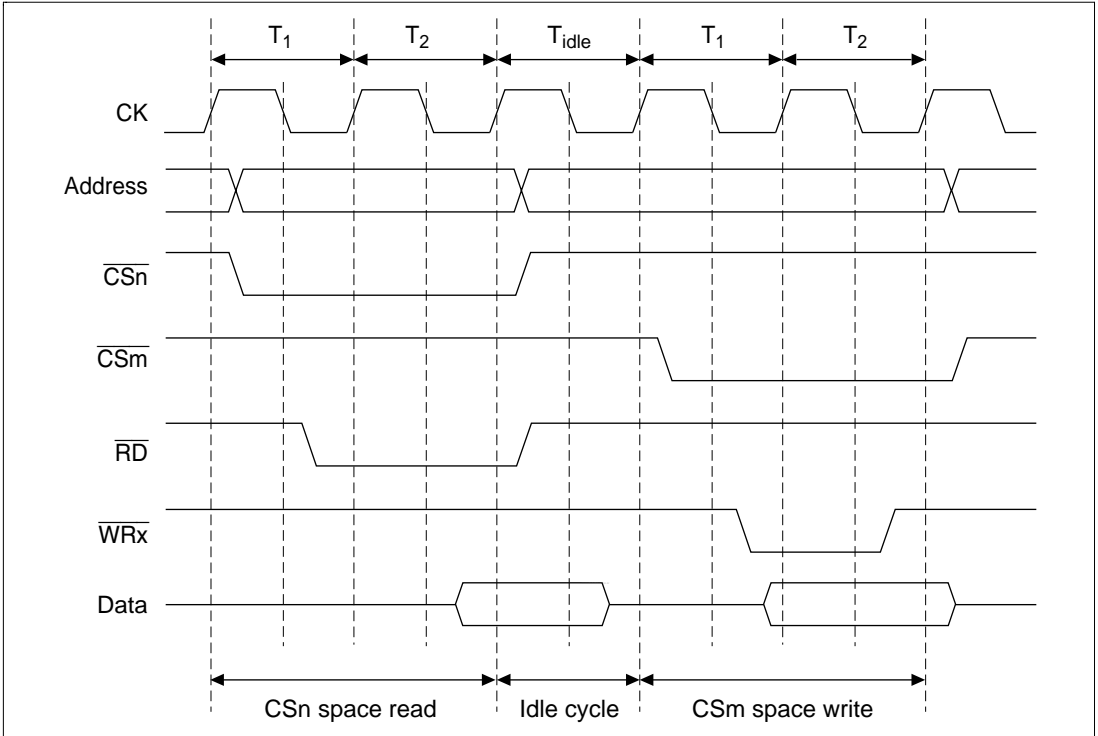 T1 T2 Tidle T1 T2
CK
Address
CSn
CSm
RD
WRx
Data
CSn space read Idle cycle CSm space write